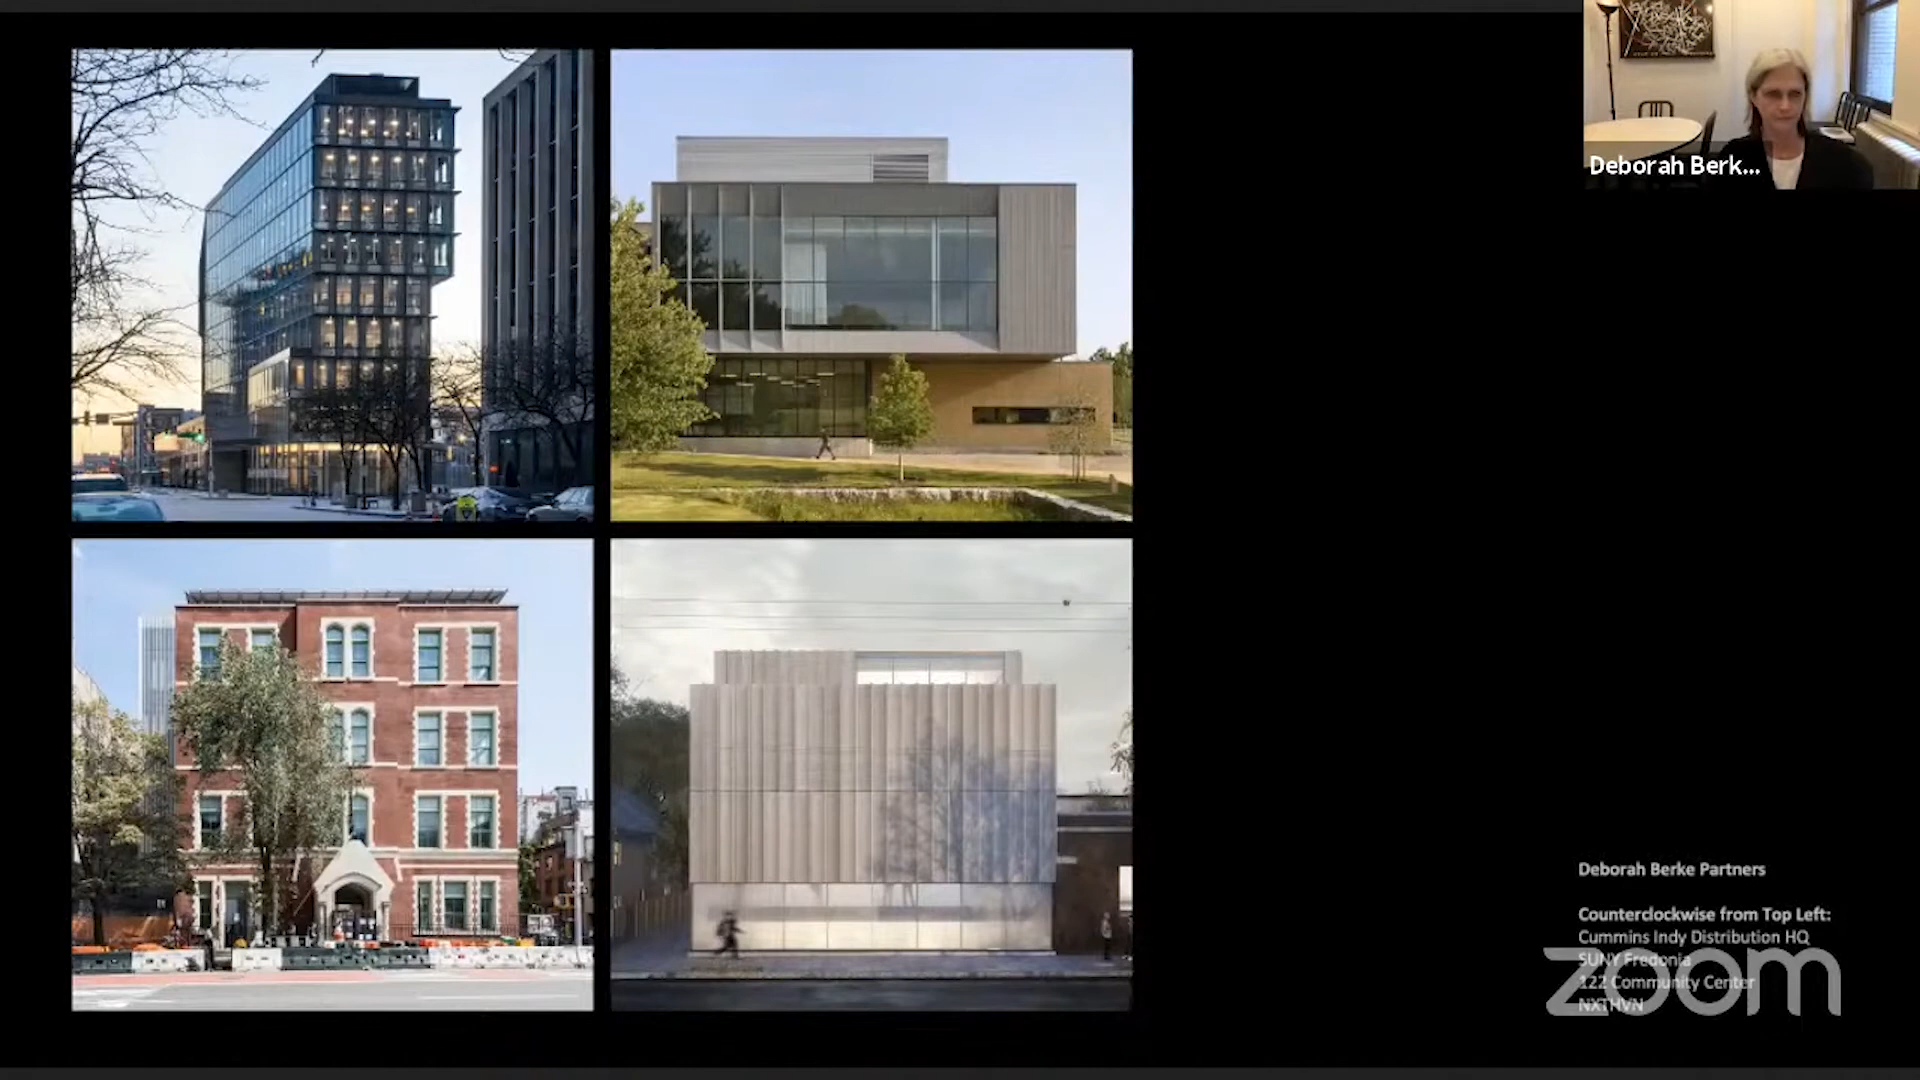 Deborah Berk...
Deborah Berke Partners
Counterclockwise from Top Left:
Cummins Indy Distribution HQ
SUNY Fredonia
122 Community Center
NXTHVN
zoom